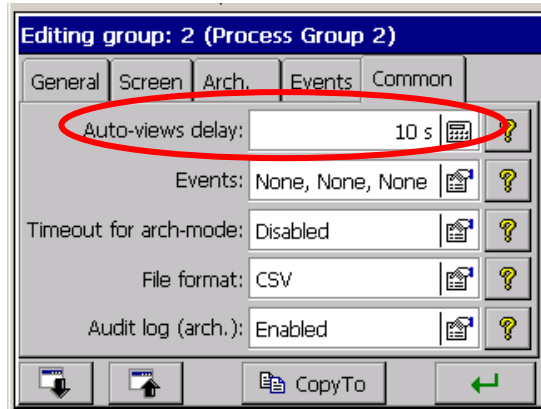 Editing group: 2 (Process Group 2)
General Screen Arch. Events Common
Auto-views delay: 10 s ?
Events: None, None, None ?
Timeout for arch-mode: Disabled ?
File format: CSV ?
Audit log (arch.): Enabled ?
CopyTo